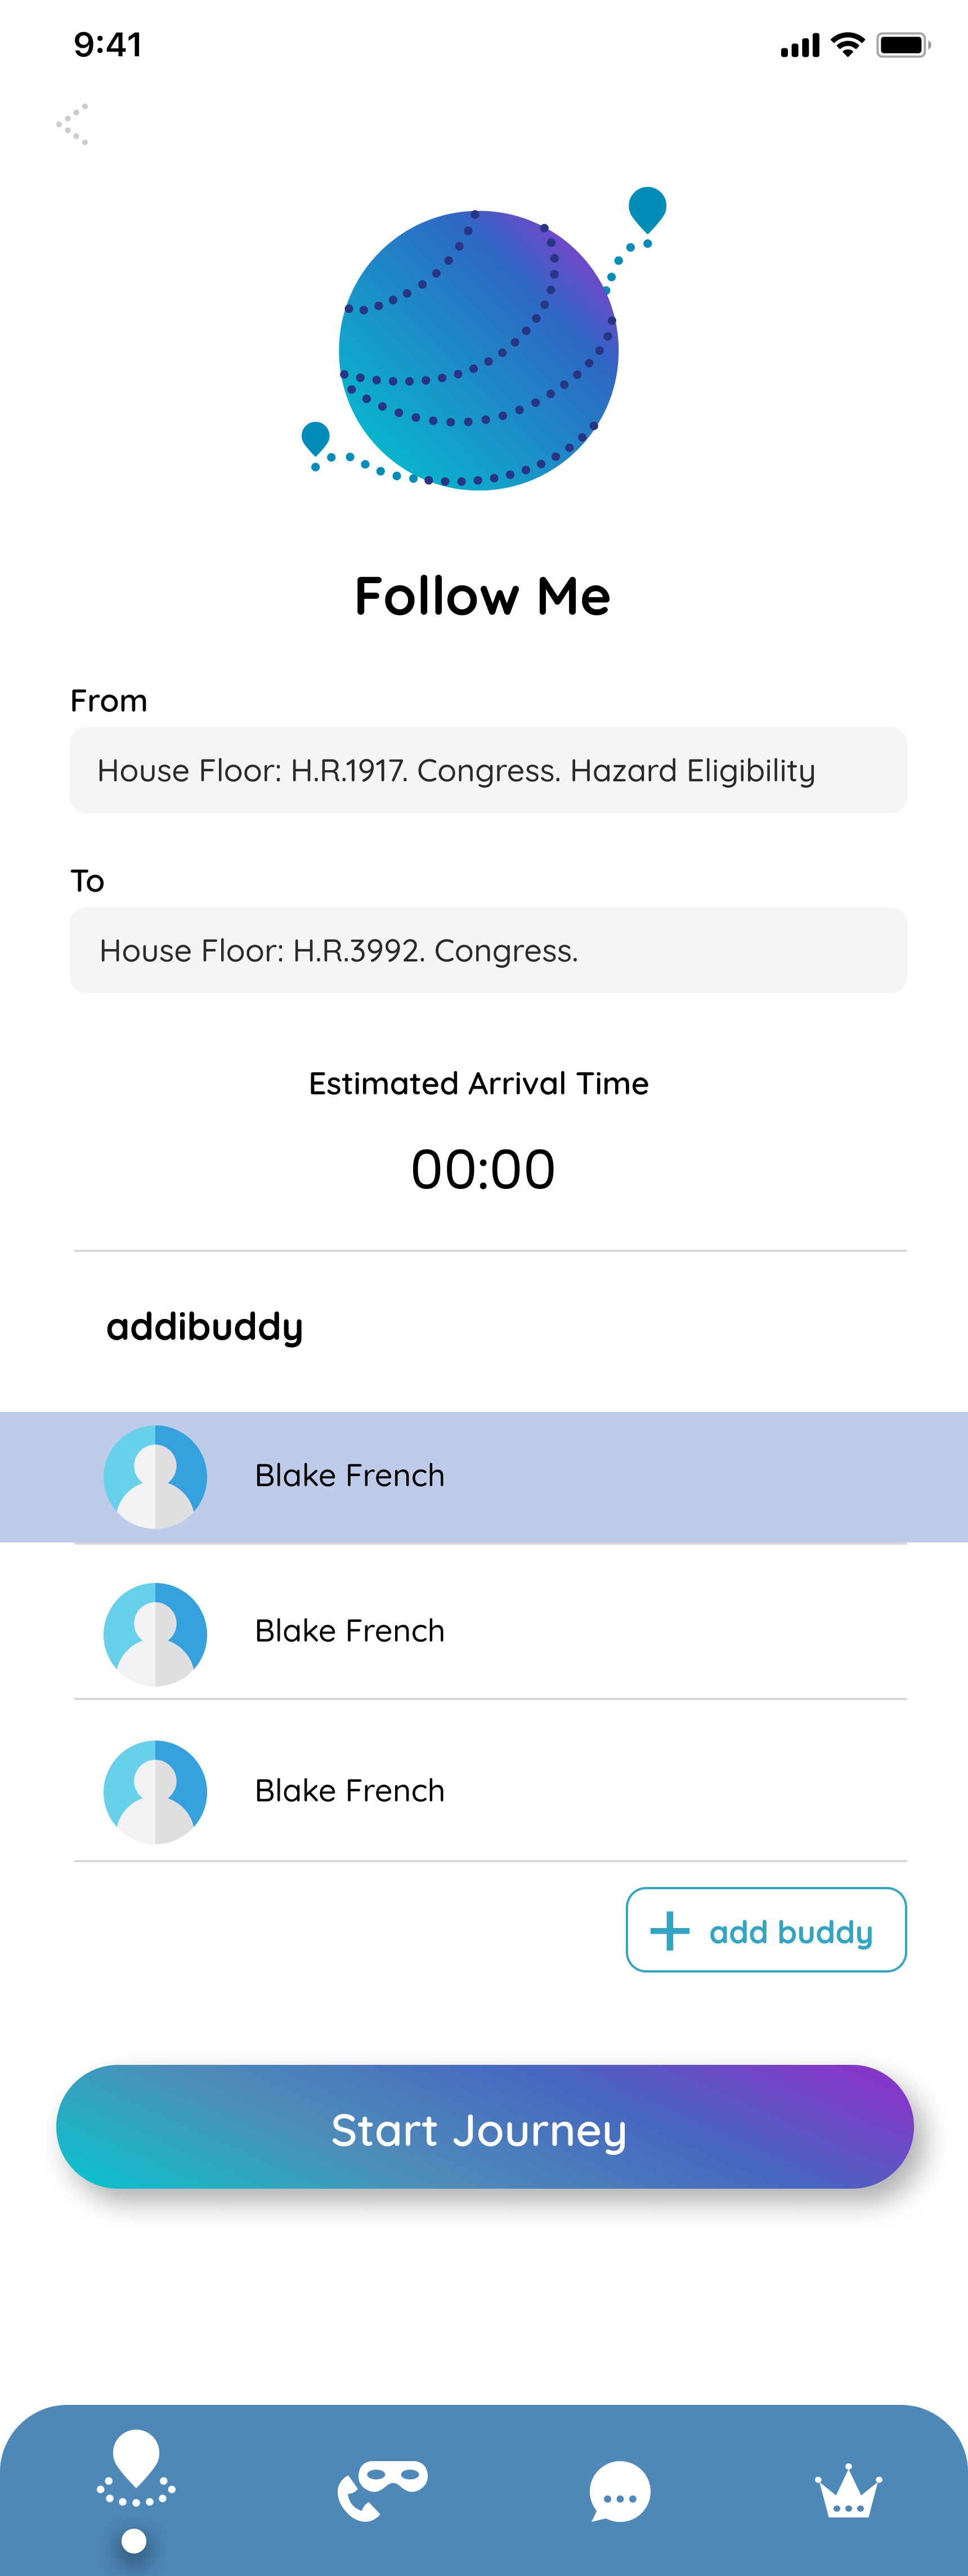 9:41
Follow Me
From
House Floor: H.R.1917. Congress. Hazard Eligibility
To
House Floor: H.R.3992. Congress.
Estimated Arrival Time
00:00
addibuddy
Blake French
Blake French
Blake French
add buddy
Start Journey